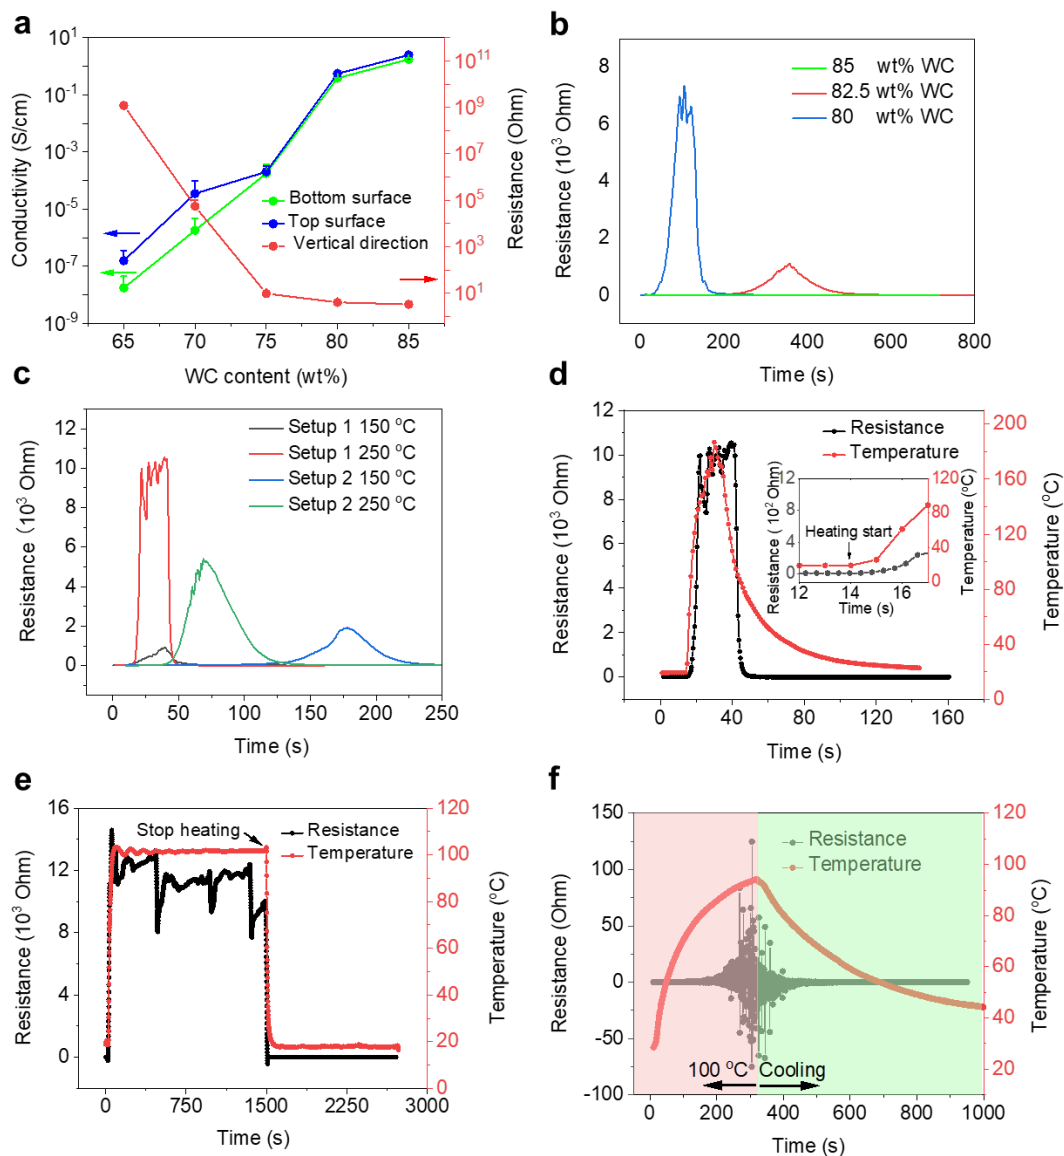 a
Conductivity (S/cm)
10^1
10^-1
10^-3
10^-5
10^-7
10^-9
65 70 75 80 85
WC content (wt%)
10^11
10^9
10^7
10^5
10^3
10^1
Resistance (Ohm)
Bottom surface
Top surface
Vertical direction
b
Resistance (10^3 Ohm)
8
6
4
2
0
0 200 400 600 800
Time (s)
85 wt% WC
82.5 wt% WC
80 wt% WC
c
Resistance (10^3 Ohm)
12
10
8
6
4
2
0
0 50 100 150 200 250
Time (s)
Setup 1 150 °C
Setup 1 250 °C
Setup 2 150 °C
Setup 2 250 °C
d
Resistance (10^3 Ohm)
12
10
8
6
4
2
0
0 40 80 120 160
Time (s)
200
160
120
80
40
0
Temperature (°C)
Resistance
Temperature
Resistance ( 10^2 Ohm)
12
8
4
0
12 14 16
Time (s)
120
80
40
0
Temperature (°C)
Heating start
e
Resistance (10^3 Ohm)
16
12
8
4
0
0 750 1500 2250 3000
Time (s)
120
100
80
60
40
20
0
Temperature (°C)
Stop heating
Resistance
Temperature
f
Resistance (Ohm)
150
100
50
0
-50
-100
0 200 400 600 800 1000
Time (s)
120
100
80
60
40
20
Temperature (°C)
Resistance
Temperature
100 °C Cooling